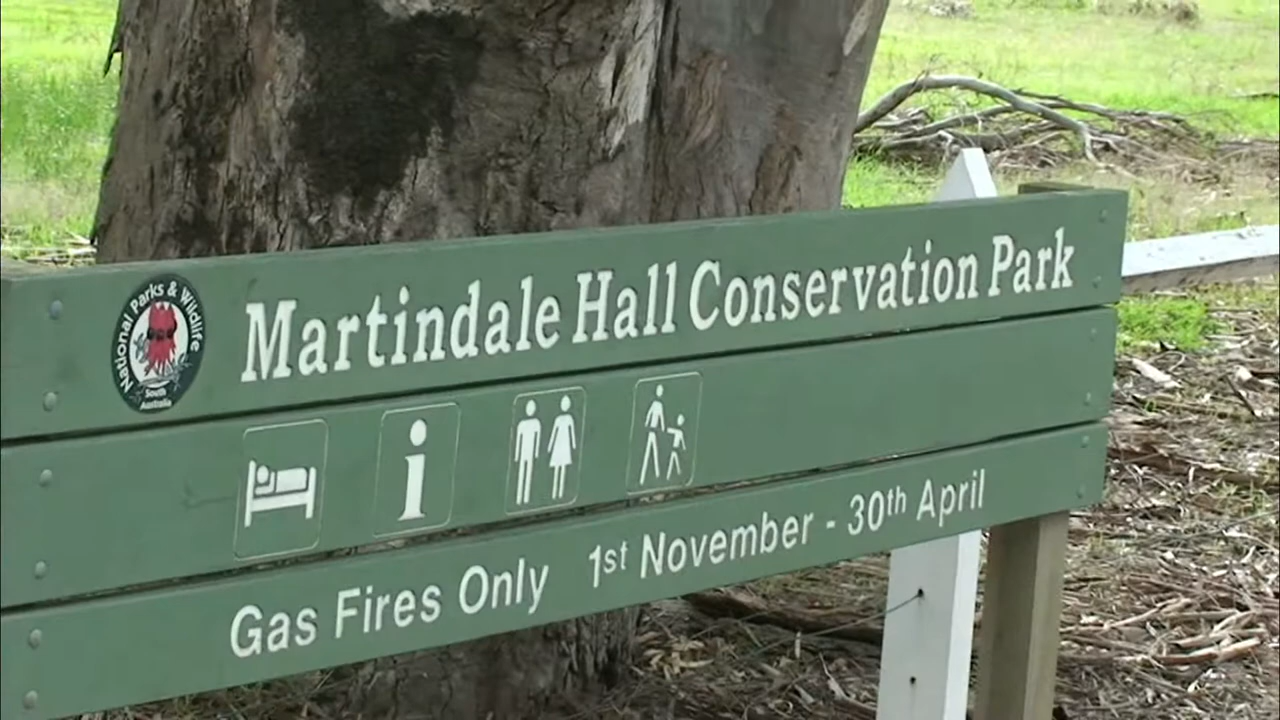 National Parks & Wildlife
South
Australia
Martindale Hall Conservation Park
i
Gas Fires Only 1st November - 30th April